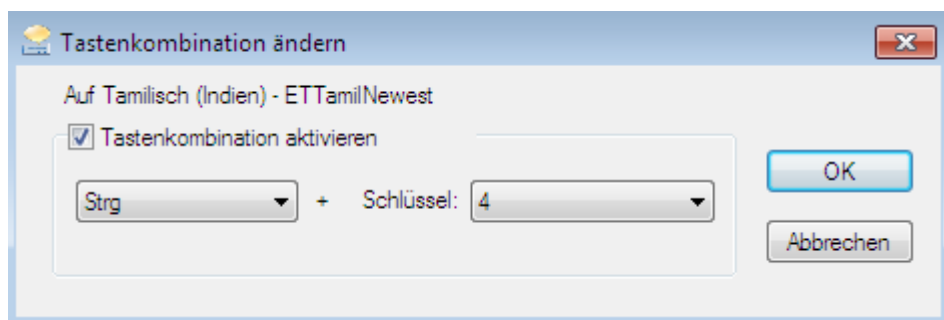 Tastenkombination ändern
Auf Tamilisch (Indien) - ETTamilNewest
Tastenkombination aktivieren
Strg + Schlüssel: 4
OK
Abbrechen